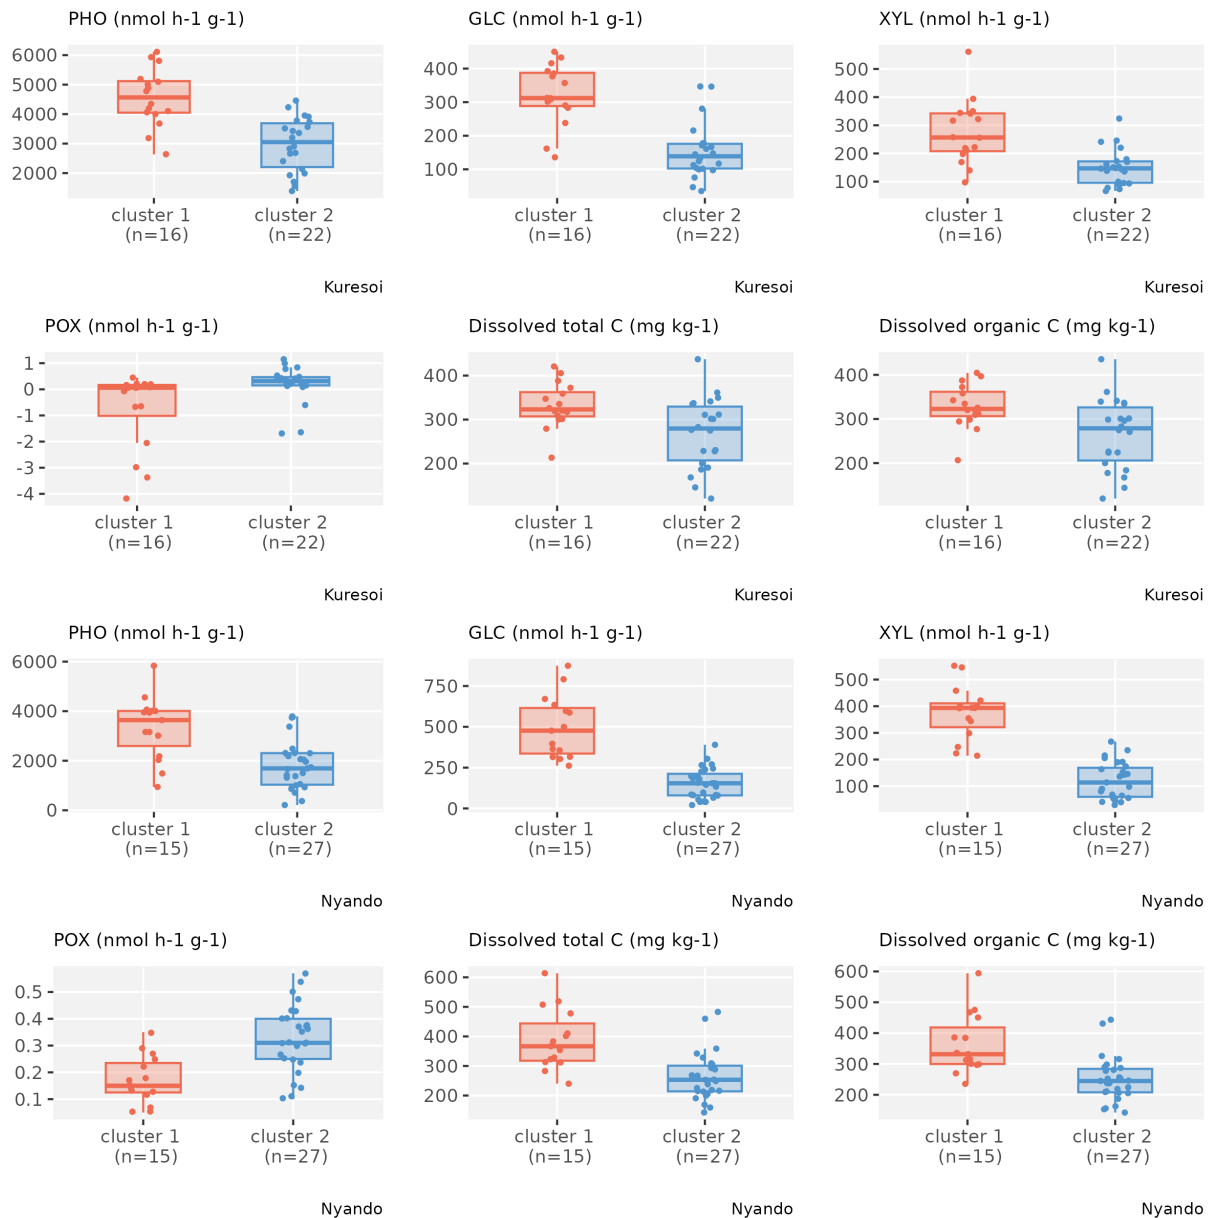 PHO (nmol h-1 g-1)
GLC (nmol h-1 g-1)
XYL (nmol h-1 g-1)
6000
5000
4000
3000
2000
400
300
200
100
500
400
300
200
100
cluster 1
(n=16)
cluster 2
(n=22)
cluster 1
(n=16)
cluster 2
(n=22)
cluster 1
(n=16)
cluster 2
(n=22)
Kuresoi
Kuresoi
Kuresoi
POX (nmol h-1 g-1)
Dissolved total C (mg kg-1)
Dissolved organic C (mg kg-1)
1
0
-1
-2
-3
-4
400
300
200
400
300
200
cluster 1
(n=16)
cluster 2
(n=22)
cluster 1
(n=16)
cluster 2
(n=22)
cluster 1
(n=16)
cluster 2
(n=22)
Kuresoi
Kuresoi
Kuresoi
PHO (nmol h-1 g-1)
GLC (nmol h-1 g-1)
XYL (nmol h-1 g-1)
6000
4000
2000
0
750
500
250
0
500
400
300
200
100
cluster 1
(n=15)
cluster 2
(n=27)
cluster 1
(n=15)
cluster 2
(n=27)
cluster 1
(n=15)
cluster 2
(n=27)
Nyando
Nyando
Nyando
POX (nmol h-1 g-1)
Dissolved total C (mg kg-1)
Dissolved organic C (mg kg-1)
0.5
0.4
0.3
0.2
0.1
600
500
400
300
200
600
500
400
300
200
cluster 1
(n=15)
cluster 2
(n=27)
cluster 1
(n=15)
cluster 2
(n=27)
cluster 1
(n=15)
cluster 2
(n=27)
Nyando
Nyando
Nyando